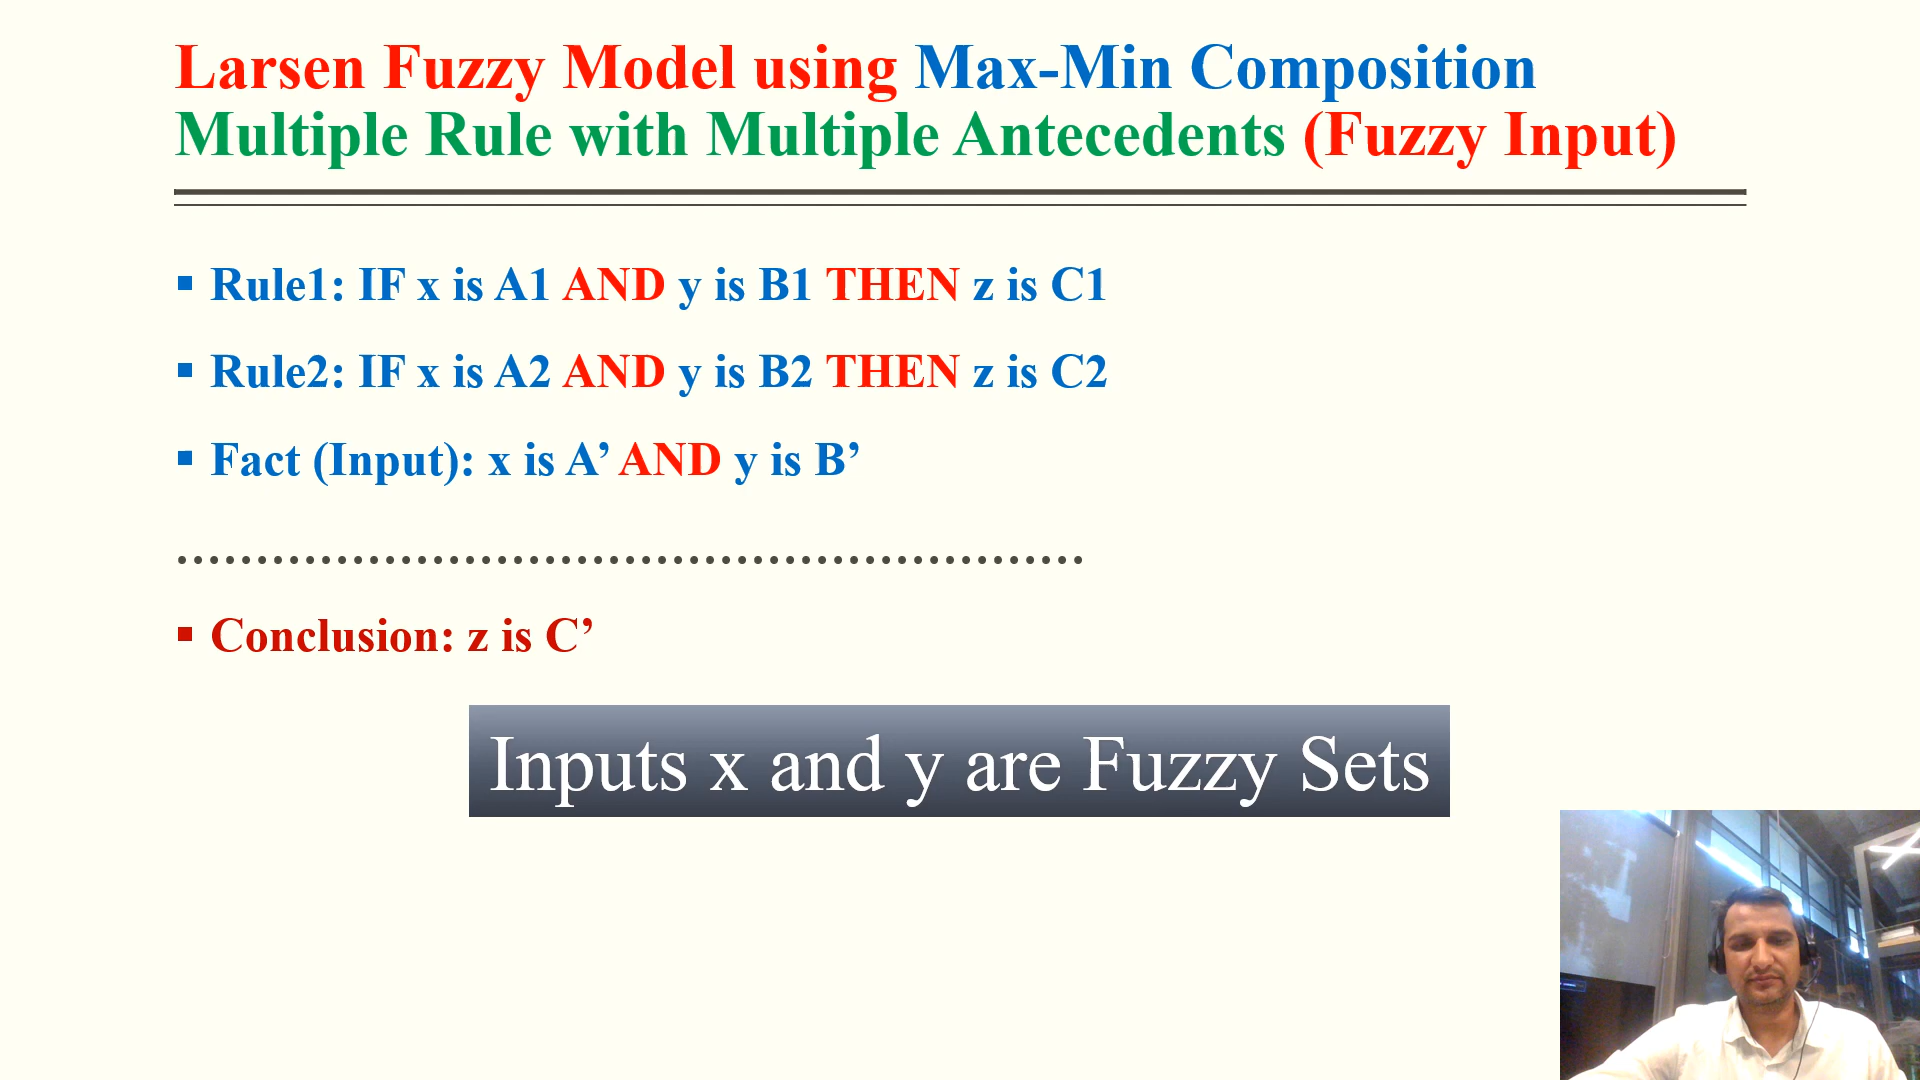 Larsen Fuzzy Model using Max-Min Composition
Multiple Rule with Multiple Antecedents (Fuzzy Input)
Rule1: IF x is A1 AND y is B1 THEN z is C1
Rule2: IF x is A2 AND y is B2 THEN z is C2
Fact (Input): x is A’ AND y is B’
.........................................................
Conclusion: z is C’
Inputs x and y are Fuzzy Sets